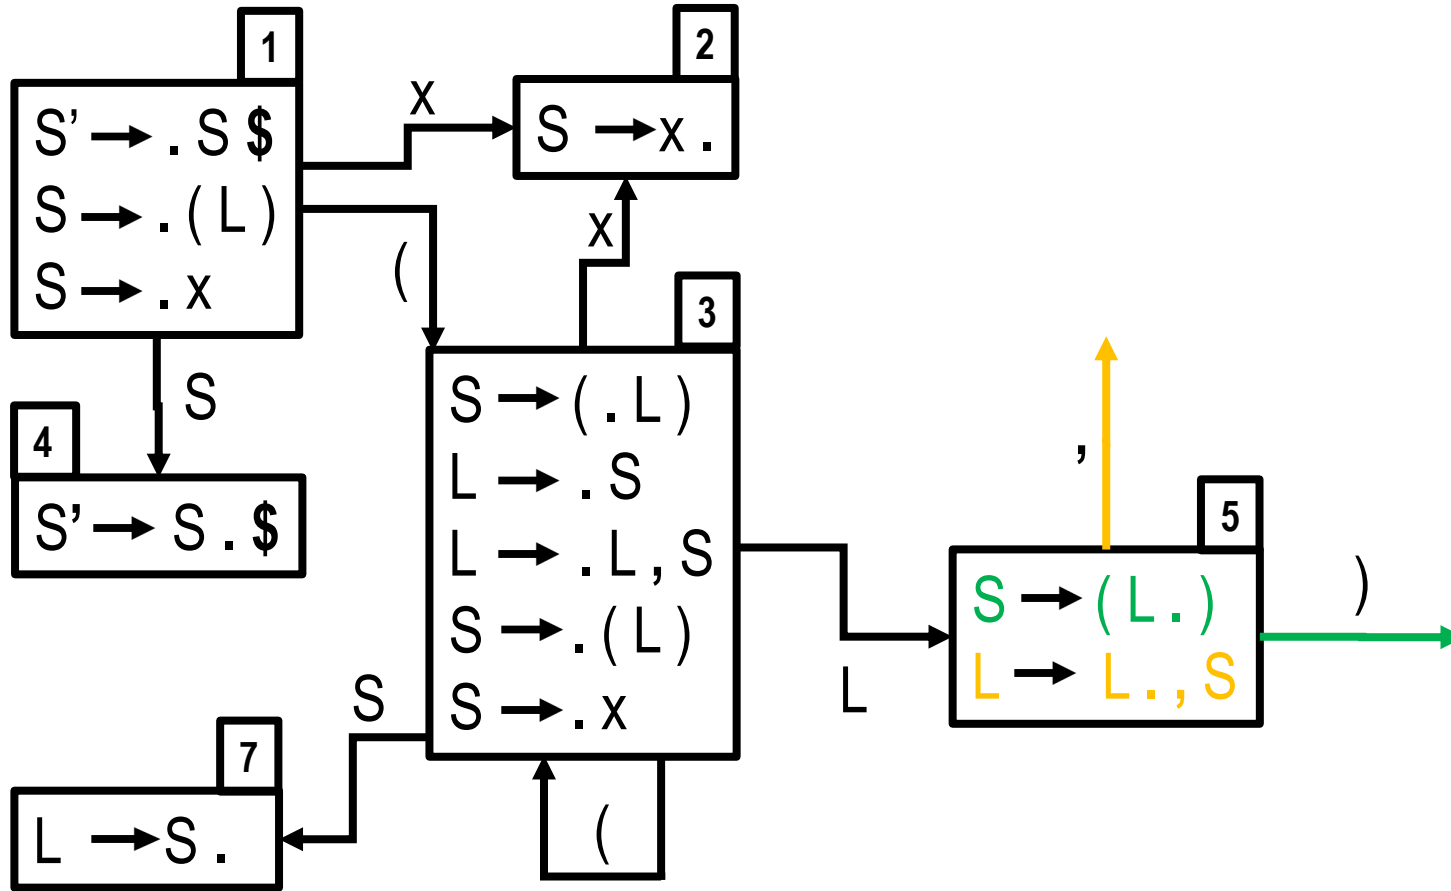 1
S' → . S $
S → . ( L )
S → . x
x
2
S → x .
(
x
S
4
S' → S . $
3
S → ( . L )
L → . S
L → . L , S
S → . ( L )
S → . x
,
5
S → ( L . )
L → L . , S
)
L
S
7
L → S .
(